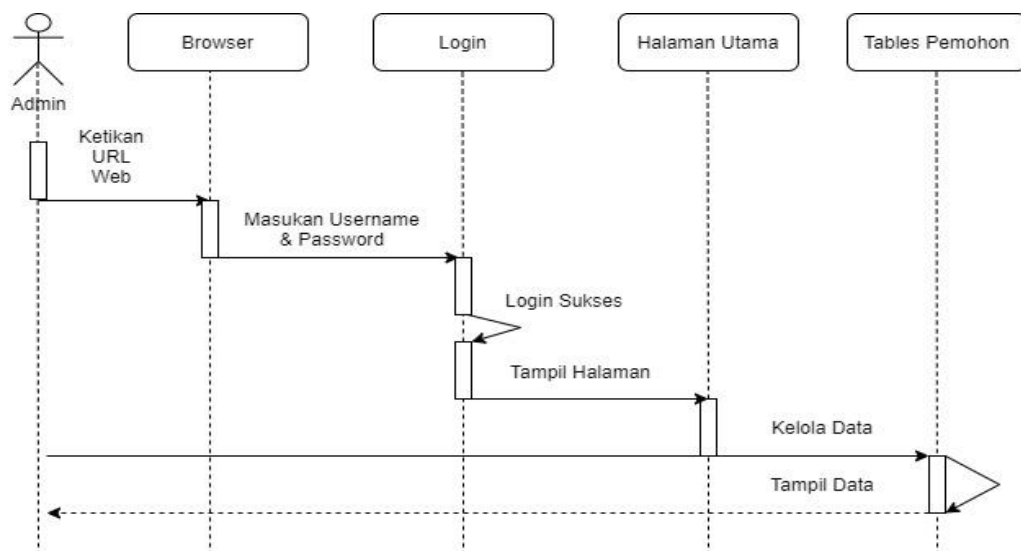 Browser
Login
Halaman Utama
Tables Pemohon
Admin
Ketikan
URL
Web
Masukan Username
& Password
Login Sukses
Tampil Halaman
Kelola Data
Tampil Data